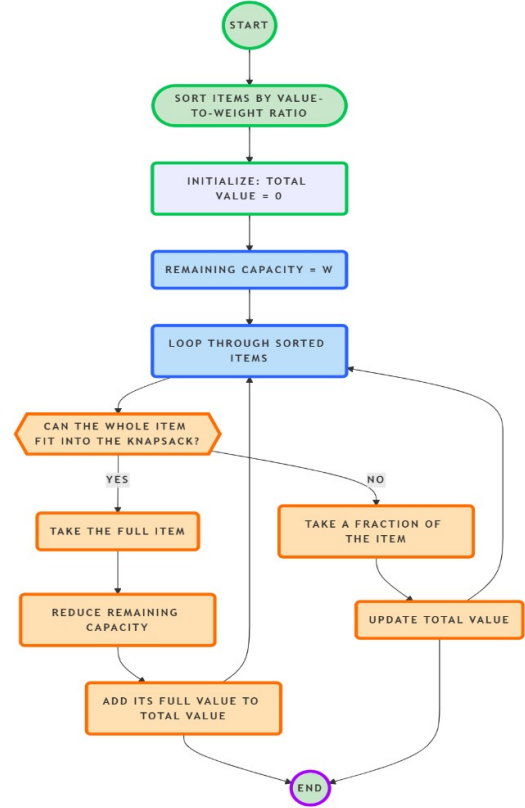 START
SORT ITEMS BY VALUE-
TO-WEIGHT RATIO
INITIALIZE: TOTAL
VALUE = 0
REMAINING CAPACITY = W
LOOP THROUGH SORTED
ITEMS
CAN THE WHOLE ITEM
FIT INTO THE KNAPSACK?
YES
NO
TAKE THE FULL ITEM
TAKE A FRACTION OF
THE ITEM
REDUCE REMAINING
CAPACITY
UPDATE TOTAL VALUE
ADD ITS FULL VALUE TO
TOTAL VALUE
END